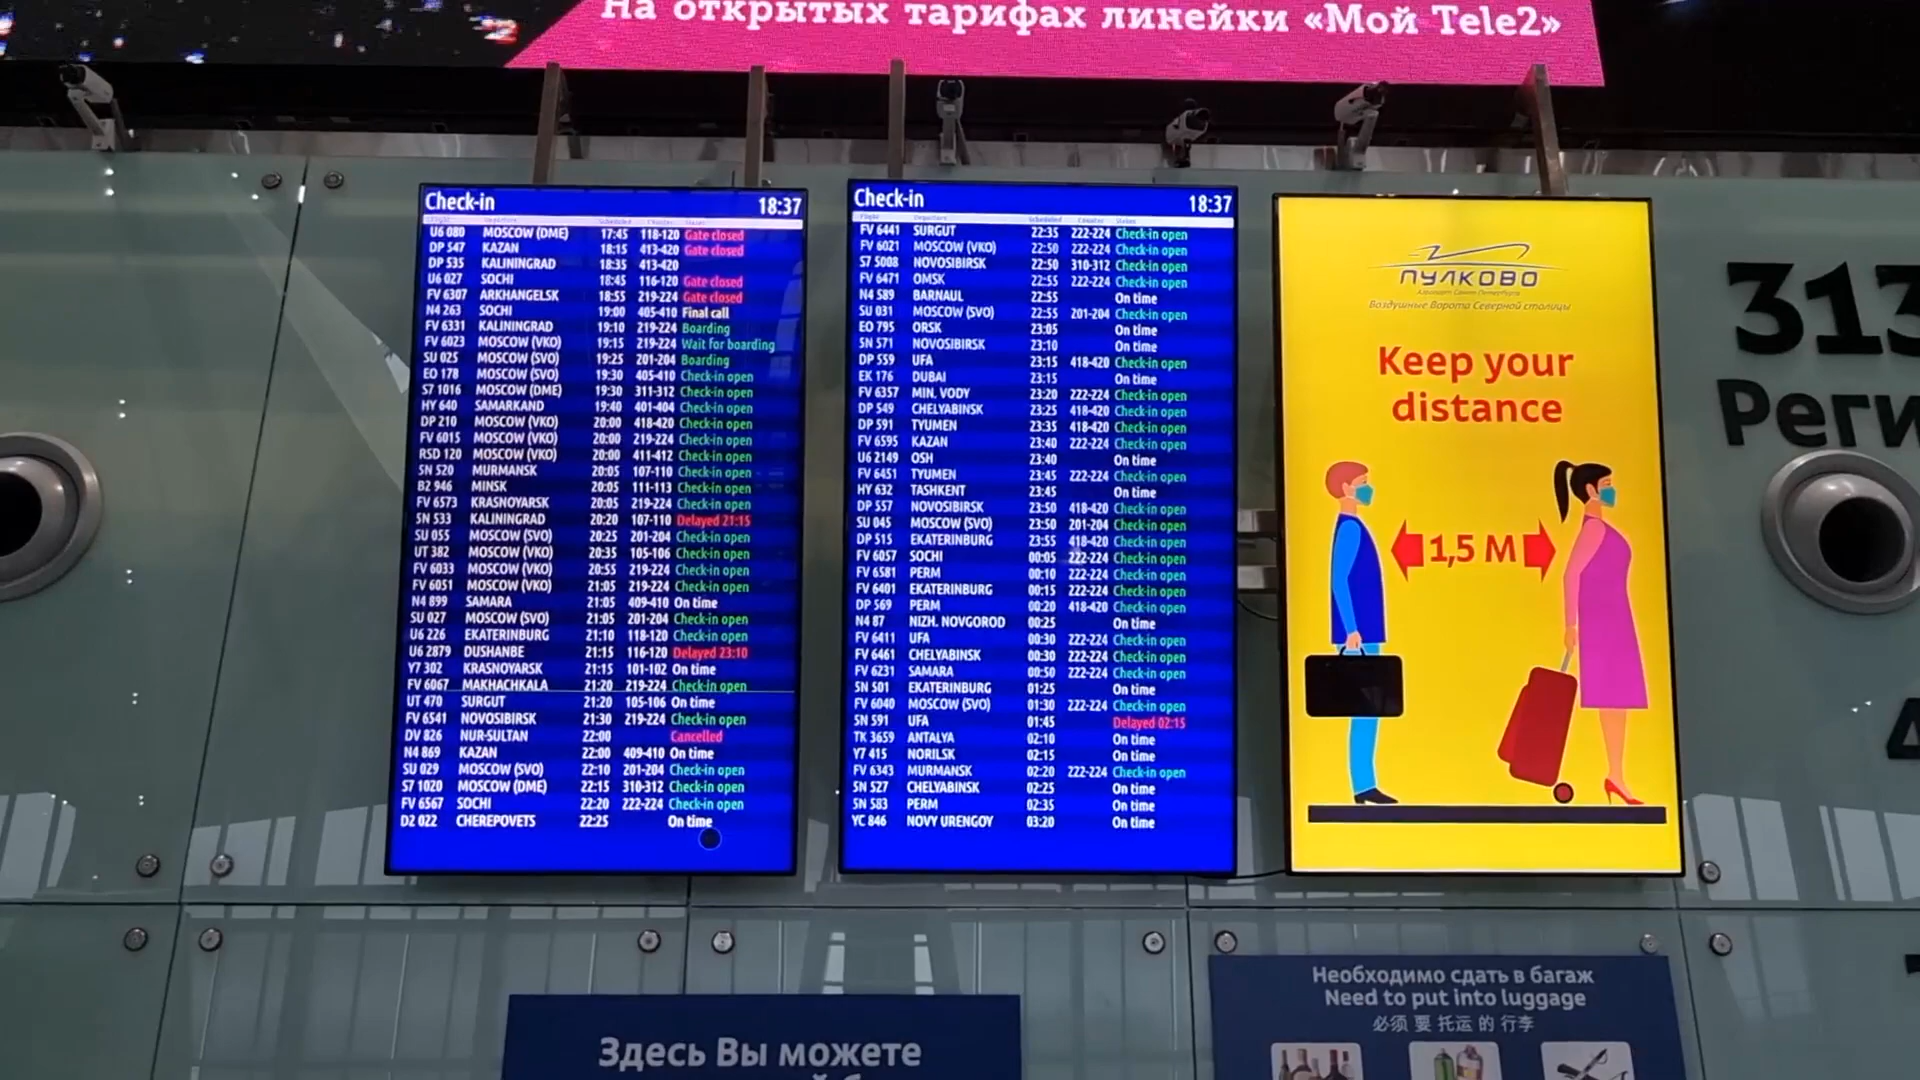 На открытых тарифах линейки «Мой Tele2»
Check-in 18:37
Flight Departure Scheduled Counter Status
U6 080 MOSCOW (DME) 17:45 118-120 Gate closed
DP 547 KAZAN 18:15 413-420 Gate closed
DP 535 KALININGRAD 18:35 413-420
U6 027 SOCHI 18:45 116-120 Gate closed
FV 6307 ARKHANGELSK 18:55 219-224 Gate closed
N4 263 SOCHI 19:00 405-410 Final call
FV 6331 KALININGRAD 19:10 219-224 Boarding
FV 6023 MOSCOW (VKO) 19:15 219-224 Wait for boarding
SU 025 MOSCOW (SVO) 19:25 201-204 Boarding
EO 178 MOSCOW (SVO) 19:30 405-410 Check-in open
S7 1016 MOSCOW (DME) 19:30 311-312 Check-in open
HY 640 SAMARKAND 19:40 401-404 Check-in open
DP 210 MOSCOW (VKO) 20:00 418-420 Check-in open
FV 6015 MOSCOW (VKO) 20:00 219-224 Check-in open
RSD 120 MOSCOW (VKO) 20:00 411-412 Check-in open
5N 520 MURMANSK 20:05 107-110 Check-in open
B2 946 MINSK 20:05 111-113 Check-in open
FV 6573 KRASNOYARSK 20:05 219-224 Check-in open
5N 533 KALININGRAD 20:20 107-110 Delayed 21:15
SU 055 MOSCOW (SVO) 20:25 201-204 Check-in open
UT 382 MOSCOW (VKO) 20:35 105-106 Check-in open
FV 6033 MOSCOW (VKO) 20:55 219-224 Check-in open
FV 6051 MOSCOW (VKO) 21:05 219-224 Check-in open
N4 899 SAMARA 21:05 409-410 On time
SU 027 MOSCOW (SVO) 21:05 201-204 Check-in open
U6 226 EKATERINBURG 21:10 118-120 Check-in open
U6 2879 DUSHANBE 21:15 116-120 Delayed 23:10
Y7 302 KRASNOYARSK 21:15 101-102 On time
FV 6067 MAKHACHKALA 21:20 219-224 Check-in open
UT 470 SURGUT 21:20 105-106 On time
FV 6541 NOVOSIBIRSK 21:30 219-224 Check-in open
DV 826 NUR-SULTAN 22:00 Cancelled
N4 869 KAZAN 22:00 409-410 On time
SU 029 MOSCOW (SVO) 22:10 201-204 Check-in open
S7 1020 MOSCOW (DME) 22:15 310-312 Check-in open
FV 6567 SOCHI 22:20 222-224 Check-in open
D2 022 CHEREPOVETS 22:25 On time
Check-in 18:37
Flight Departure Scheduled Counter Status
FV 6441 SURGUT 22:35 222-224 Check-in open
FV 6021 MOSCOW (VKO) 22:50 222-224 Check-in open
S7 5008 NOVOSIBIRSK 22:50 310-312 Check-in open
FV 6471 OMSK 22:55 222-224 Check-in open
N4 589 BARNAUL 22:55 On time
SU 031 MOSCOW (SVO) 22:55 201-204 Check-in open
EO 795 ORSK 23:05 On time
5N 571 NOVOSIBIRSK 23:10 On time
DP 559 UFA 23:15 418-420 Check-in open
EK 176 DUBAI 23:15 On time
FV 6357 MIN. VODY 23:20 222-224 Check-in open
DP 549 CHELYABINSK 23:25 418-420 Check-in open
DP 591 TYUMEN 23:35 418-420 Check-in open
FV 6595 KAZAN 23:40 222-224 Check-in open
U6 2149 OSH 23:40 On time
FV 6451 TYUMEN 23:45 222-224 Check-in open
HY 632 TASHKENT 23:45 On time
DP 557 NOVOSIBIRSK 23:50 418-420 Check-in open
SU 045 MOSCOW (SVO) 23:50 201-204 Check-in open
DP 515 EKATERINBURG 23:55 418-420 Check-in open
FV 6057 SOCHI 00:05 222-224 Check-in open
FV 6581 PERM 00:10 222-224 Check-in open
FV 6401 EKATERINBURG 00:15 222-224 Check-in open
DP 569 PERM 00:20 418-420 Check-in open
N4 87 NIZH. NOVGOROD 00:25 On time
FV 6411 UFA 00:30 222-224 Check-in open
FV 6461 CHELYABINSK 00:30 222-224 Check-in open
FV 6231 SAMARA 00:50 222-224 Check-in open
5N 501 EKATERINBURG 01:25 On time
FV 6040 MOSCOW (SVO) 01:30 222-224 Check-in open
5N 591 UFA 01:45 Delayed 02:15
TK 3659 ANTALYA 02:10 On time
Y7 415 NORILSK 02:15 On time
FV 6343 MURMANSK 02:20 222-224 Check-in open
5N 527 CHELYABINSK 02:25 On time
5N 583 PERM 02:35 On time
YC 846 NOVY URENGOY 03:20 On time
ПУЛКОВО
Аэропорт Санкт-Петербурга
Воздушные Ворота Северной столицы
Keep your
distance
1,5 M
313
Реги
Необходимо сдать в багаж
Need to put into luggage
必须 要 托运 的 行李
Здесь Вы можете